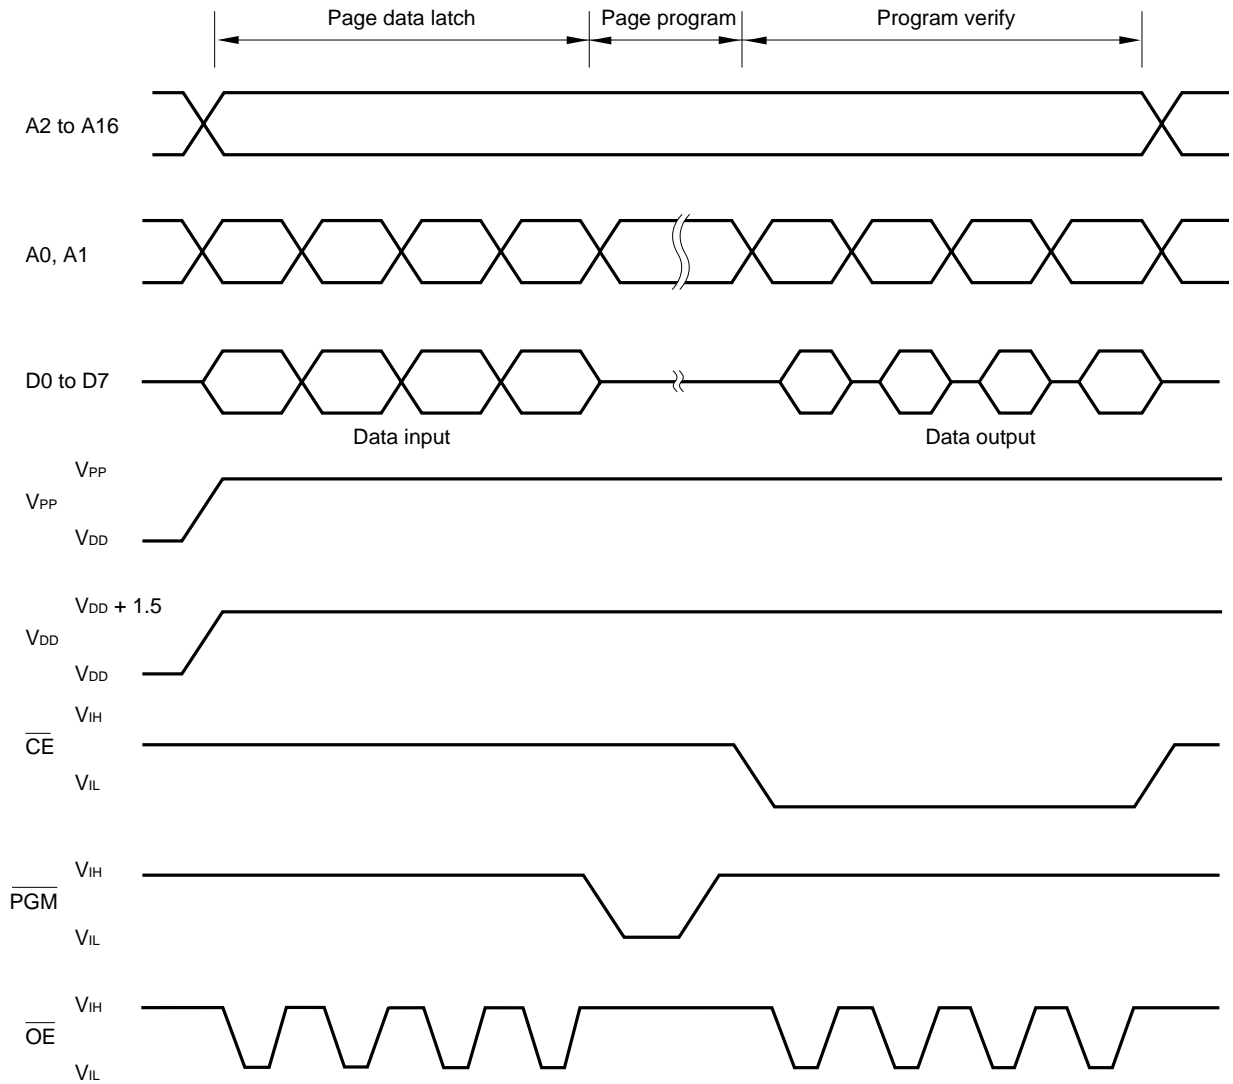 Page data latch Page program Program verify
A2 to A16
A0, A1
D0 to D7
Data input Data output
VPP
VPP
VDD
VDD + 1.5
VDD
VDD
VIH
CE
VIL
VIH
PGM
VIL
VIH
OE
VIL